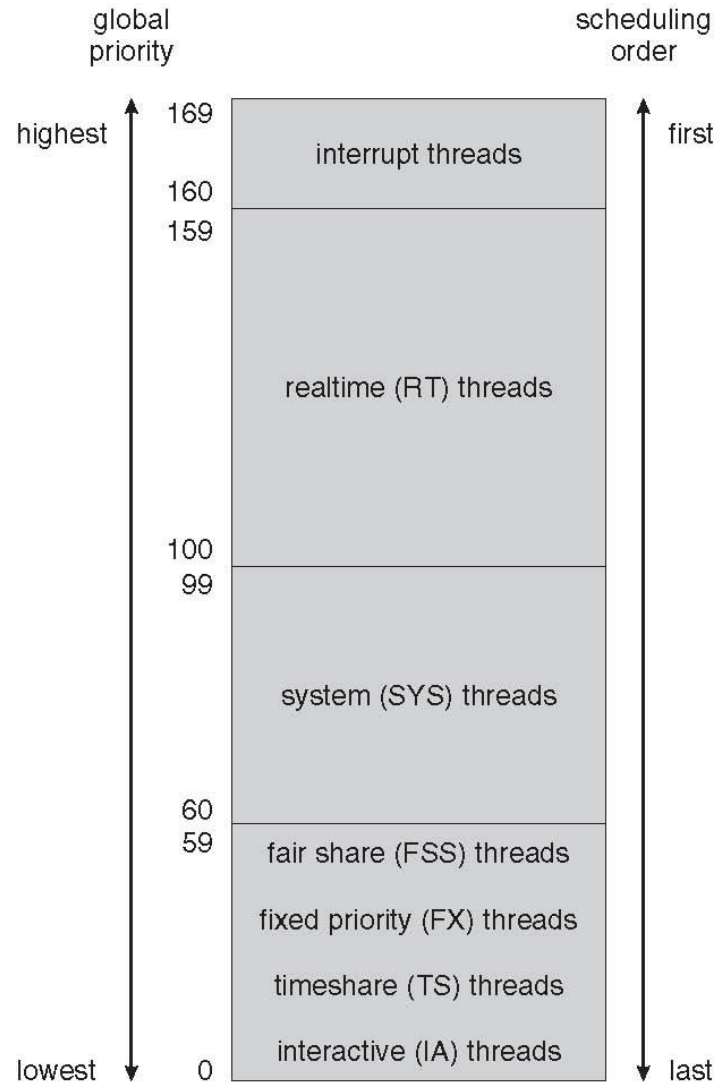 global
priority
scheduling
order
highest
169
first
interrupt threads
160
159
realtime (RT) threads
100
99
system (SYS) threads
60
59
fair share (FSS) threads
fixed priority (FX) threads
timeshare (TS) threads
interactive (IA) threads
lowest
0
last